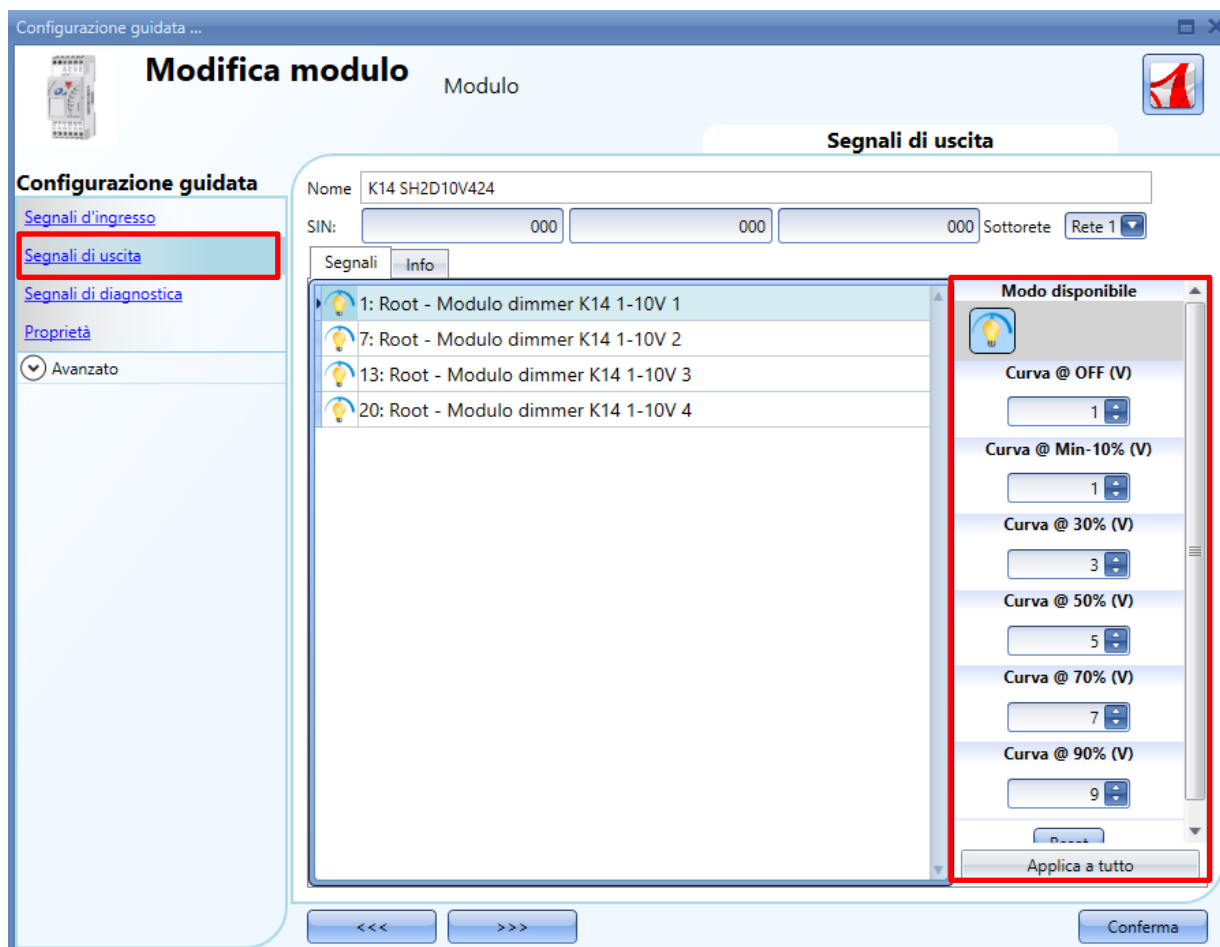 Configurazione guidata ...
Modifica modulo
Modulo
Segnali di uscita
Configurazione guidata
Segnali d'ingresso
Segnali di uscita
Segnali di diagnostica
Proprietà
Avanzato
Nome K14 SH2D10V424
SIN: 000 000 000 Sottorete Rete 1
Segnali Info
1: Root - Modulo dimmer K14 1-10V 1
7: Root - Modulo dimmer K14 1-10V 2
13: Root - Modulo dimmer K14 1-10V 3
20: Root - Modulo dimmer K14 1-10V 4
Modo disponibile
Curva @ OFF (V)
1
Curva @ Min-10% (V)
1
Curva @ 30% (V)
3
Curva @ 50% (V)
5
Curva @ 70% (V)
7
Curva @ 90% (V)
9
Reset
Applica a tutto
<<< >>> Conferma